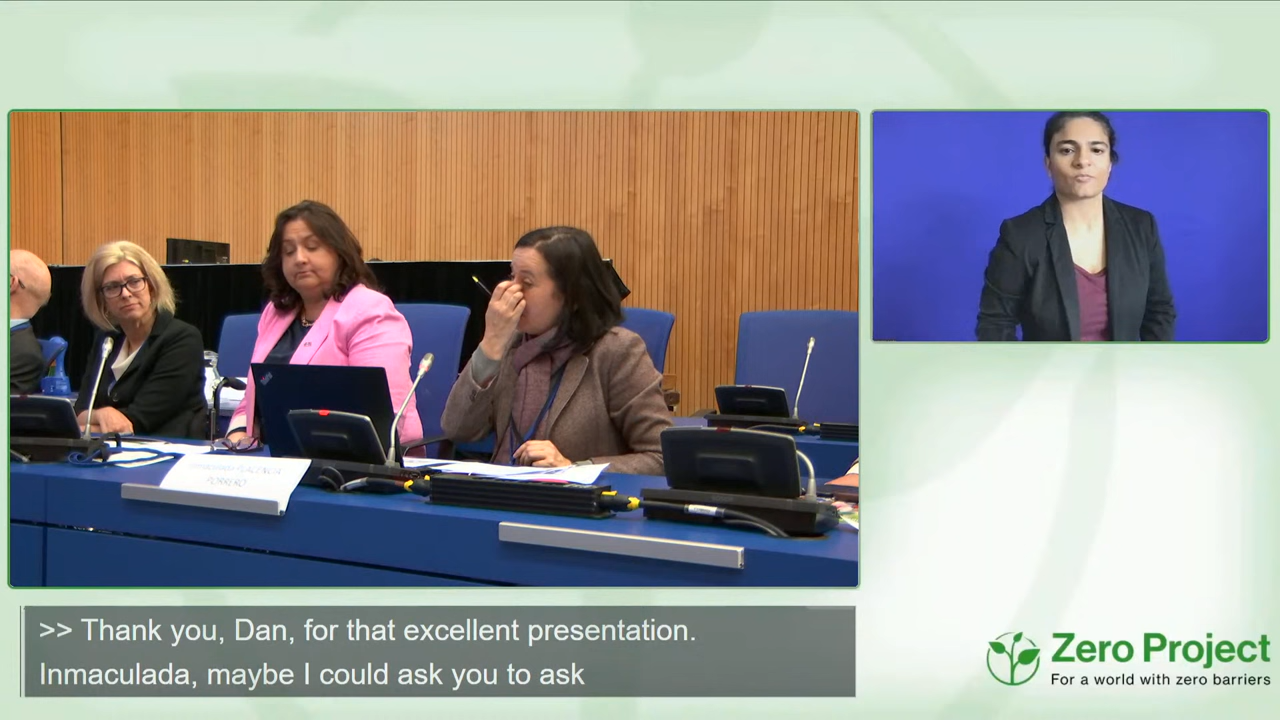 PORRERO
>> Thank you, Dan, for that excellent presentation.
Inmaculada, maybe I could ask you to ask
Zero Project
For a world with zero barriers